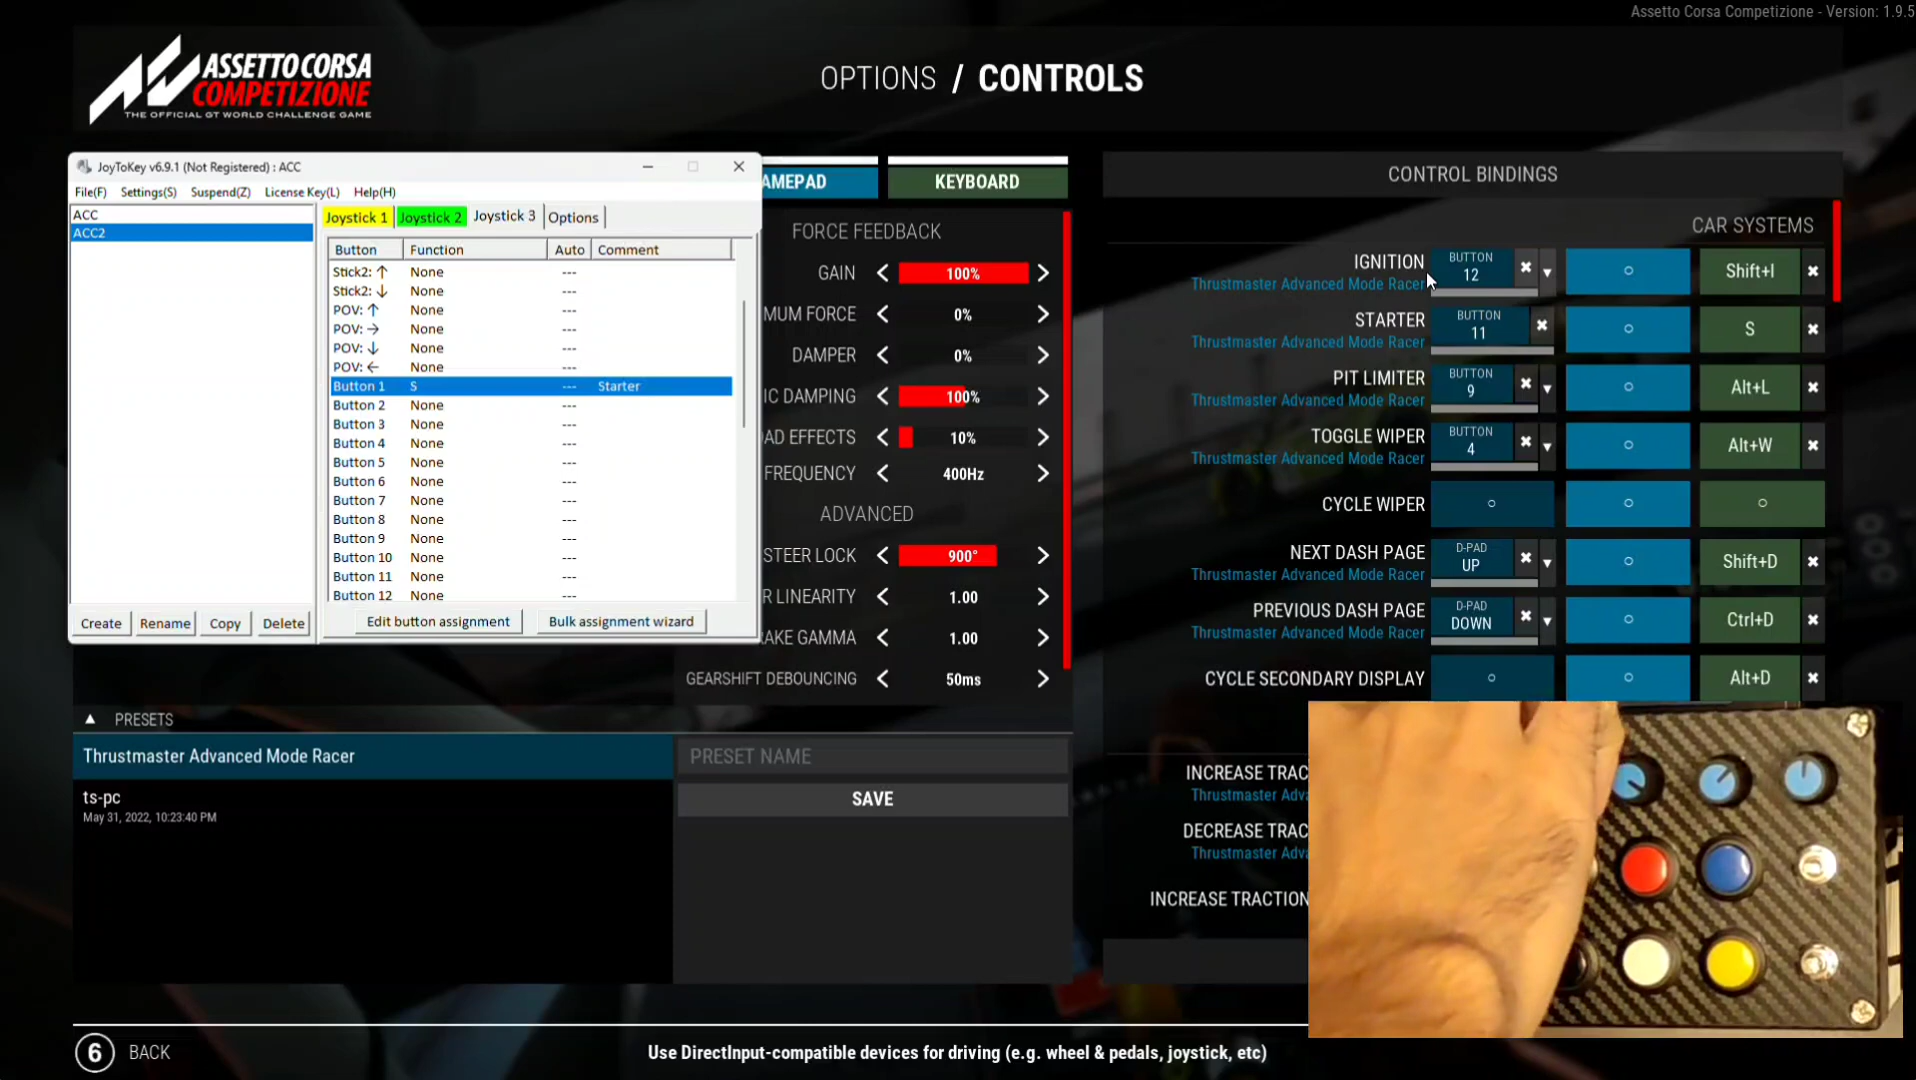 Assetto Corsa Competizione - Version: 1.9.5
ASSETTO CORSA
COMPETIZIONE
THE OFFICIAL GT WORLD CHALLENGE GAME
OPTIONS / CONTROLS
JoyToKey v6.9.1 (Not Registered) : ACC
File(F) Settings(S) Suspend(Z) License Key(L) Help(H)
ACC
ACC2
Joystick 1 Joystick 2 Joystick 3 Options
Button Function Auto Comment
Stick2: ↑ None ---
Stick2: ↓ None ---
POV: ↑ None ---
POV: → None ---
POV: ↓ None ---
POV: ← None ---
Button 1 S --- Starter
Button 2 None ---
Button 3 None ---
Button 4 None ---
Button 5 None ---
Button 6 None ---
Button 7 None ---
Button 8 None ---
Button 9 None ---
Button 10 None ---
Button 11 None ---
Button 12 None ---
Create Rename Copy Delete
Edit button assignment Bulk assignment wizard
AMEPAD KEYBOARD
FORCE FEEDBACK
GAIN 100%
MUM FORCE 0%
DAMPER 0%
IC DAMPING 100%
AD EFFECTS 10%
FREQUENCY 400Hz
ADVANCED
STEER LOCK 900°
R LINEARITY 1.00
AKE GAMMA 1.00
GEARSHIFT DEBOUNCING 50ms
CONTROL BINDINGS
CAR SYSTEMS
IGNITION BUTTON 12 Shift+I
Thrustmaster Advanced Mode Racer
STARTER BUTTON 11 S
Thrustmaster Advanced Mode Racer
PIT LIMITER BUTTON 9 Alt+L
Thrustmaster Advanced Mode Racer
TOGGLE WIPER BUTTON 4 Alt+W
Thrustmaster Advanced Mode Racer
CYCLE WIPER
NEXT DASH PAGE D-PAD UP Shift+D
Thrustmaster Advanced Mode Racer
PREVIOUS DASH PAGE D-PAD DOWN Ctrl+D
Thrustmaster Advanced Mode Racer
CYCLE SECONDARY DISPLAY Alt+D
INCREASE TRAC
Thrustmaster Adva
DECREASE TRAC
Thrustmaster Adva
INCREASE TRACTION
PRESETS
Thrustmaster Advanced Mode Racer
ts-pc
May 31, 2022, 10:23:40 PM
PRESET NAME
SAVE
6 BACK
Use DirectInput-compatible devices for driving (e.g. wheel & pedals, joystick, etc)